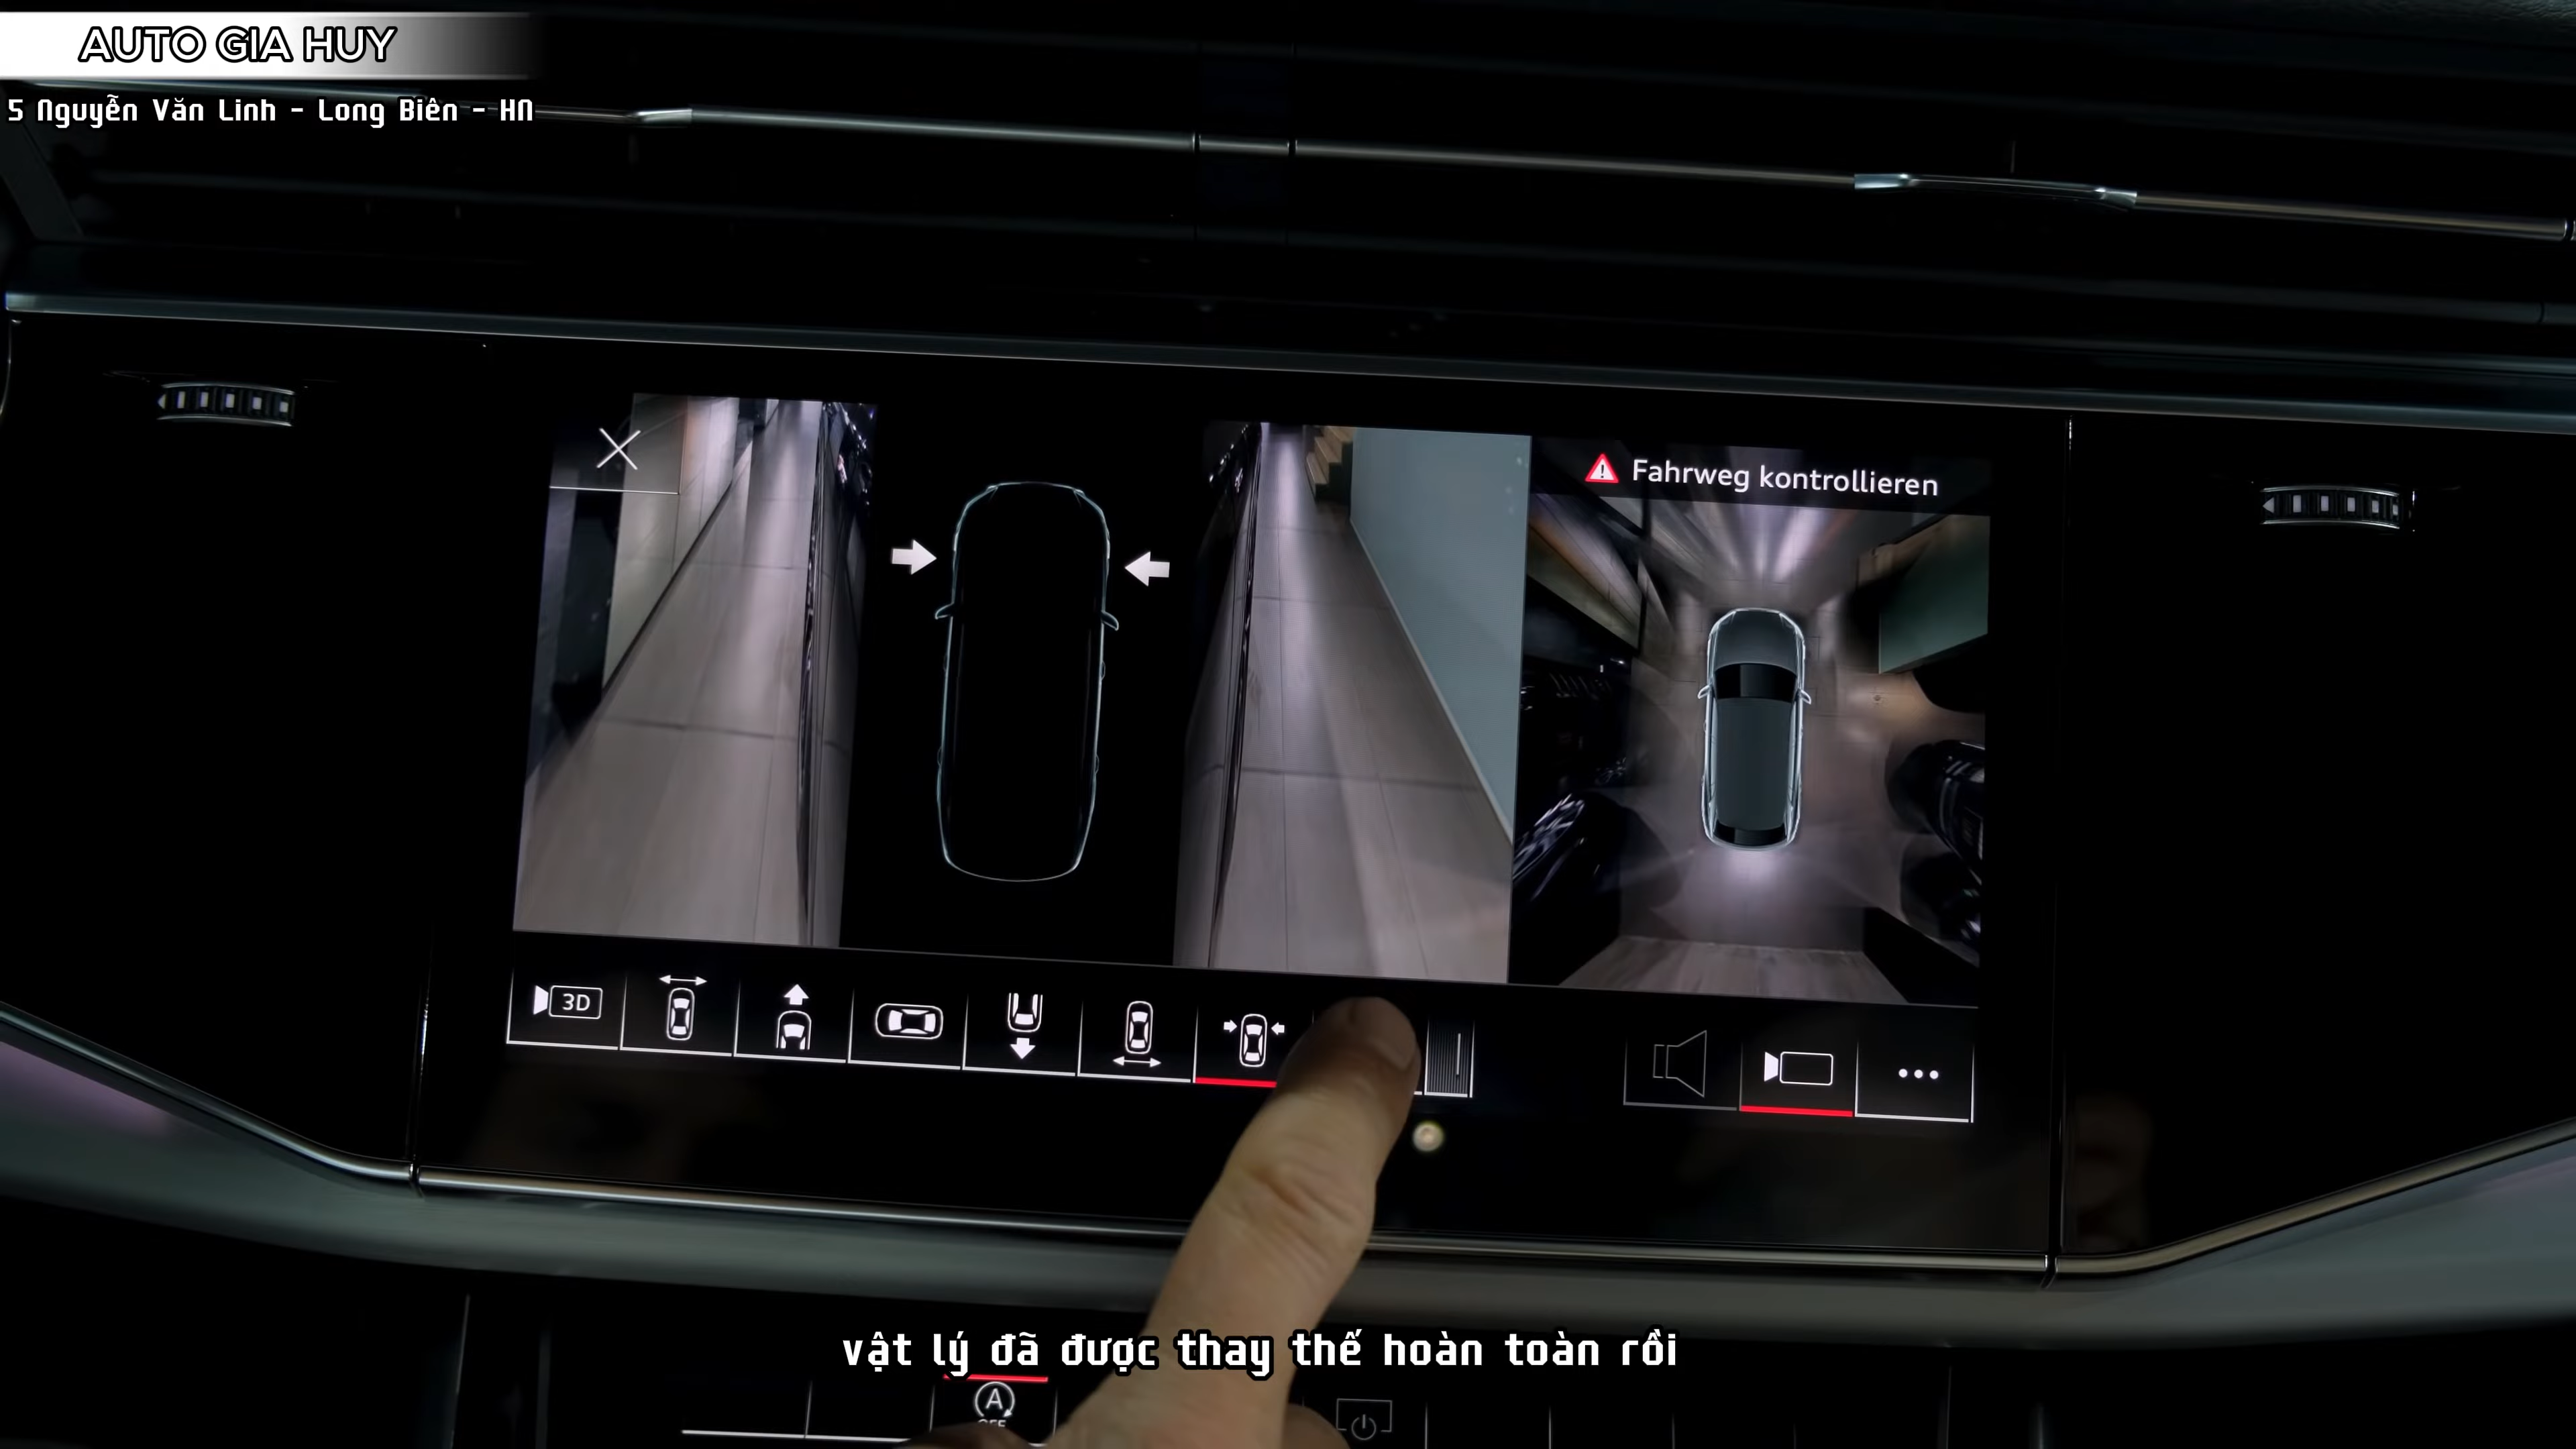 AUTO GIA HUY
5 Nguyễn Văn Linh - Long Biên - HN
Fahrweg kontrollieren
3D
vật lý đã được thay thế hoàn toàn rồi
A
OFF